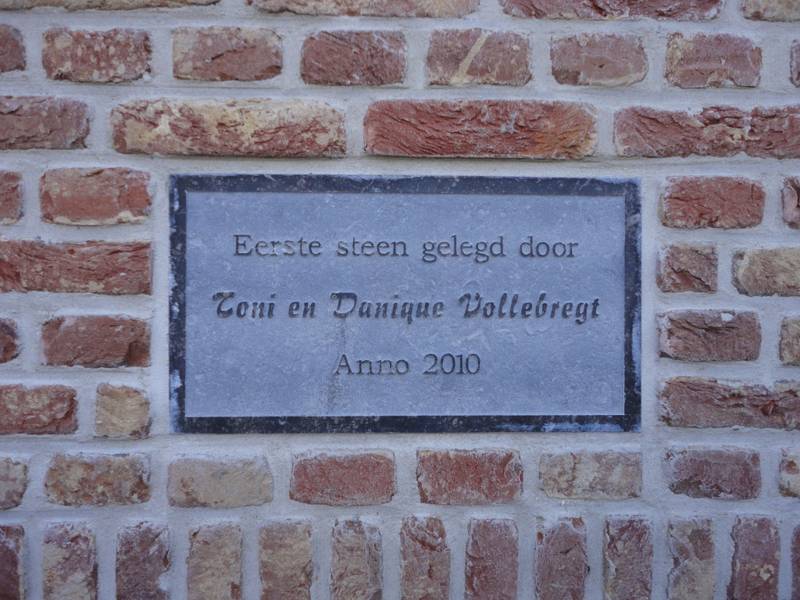 Eerste steen gelegd door
Toni en Danique Vollebregt
Anno 2010